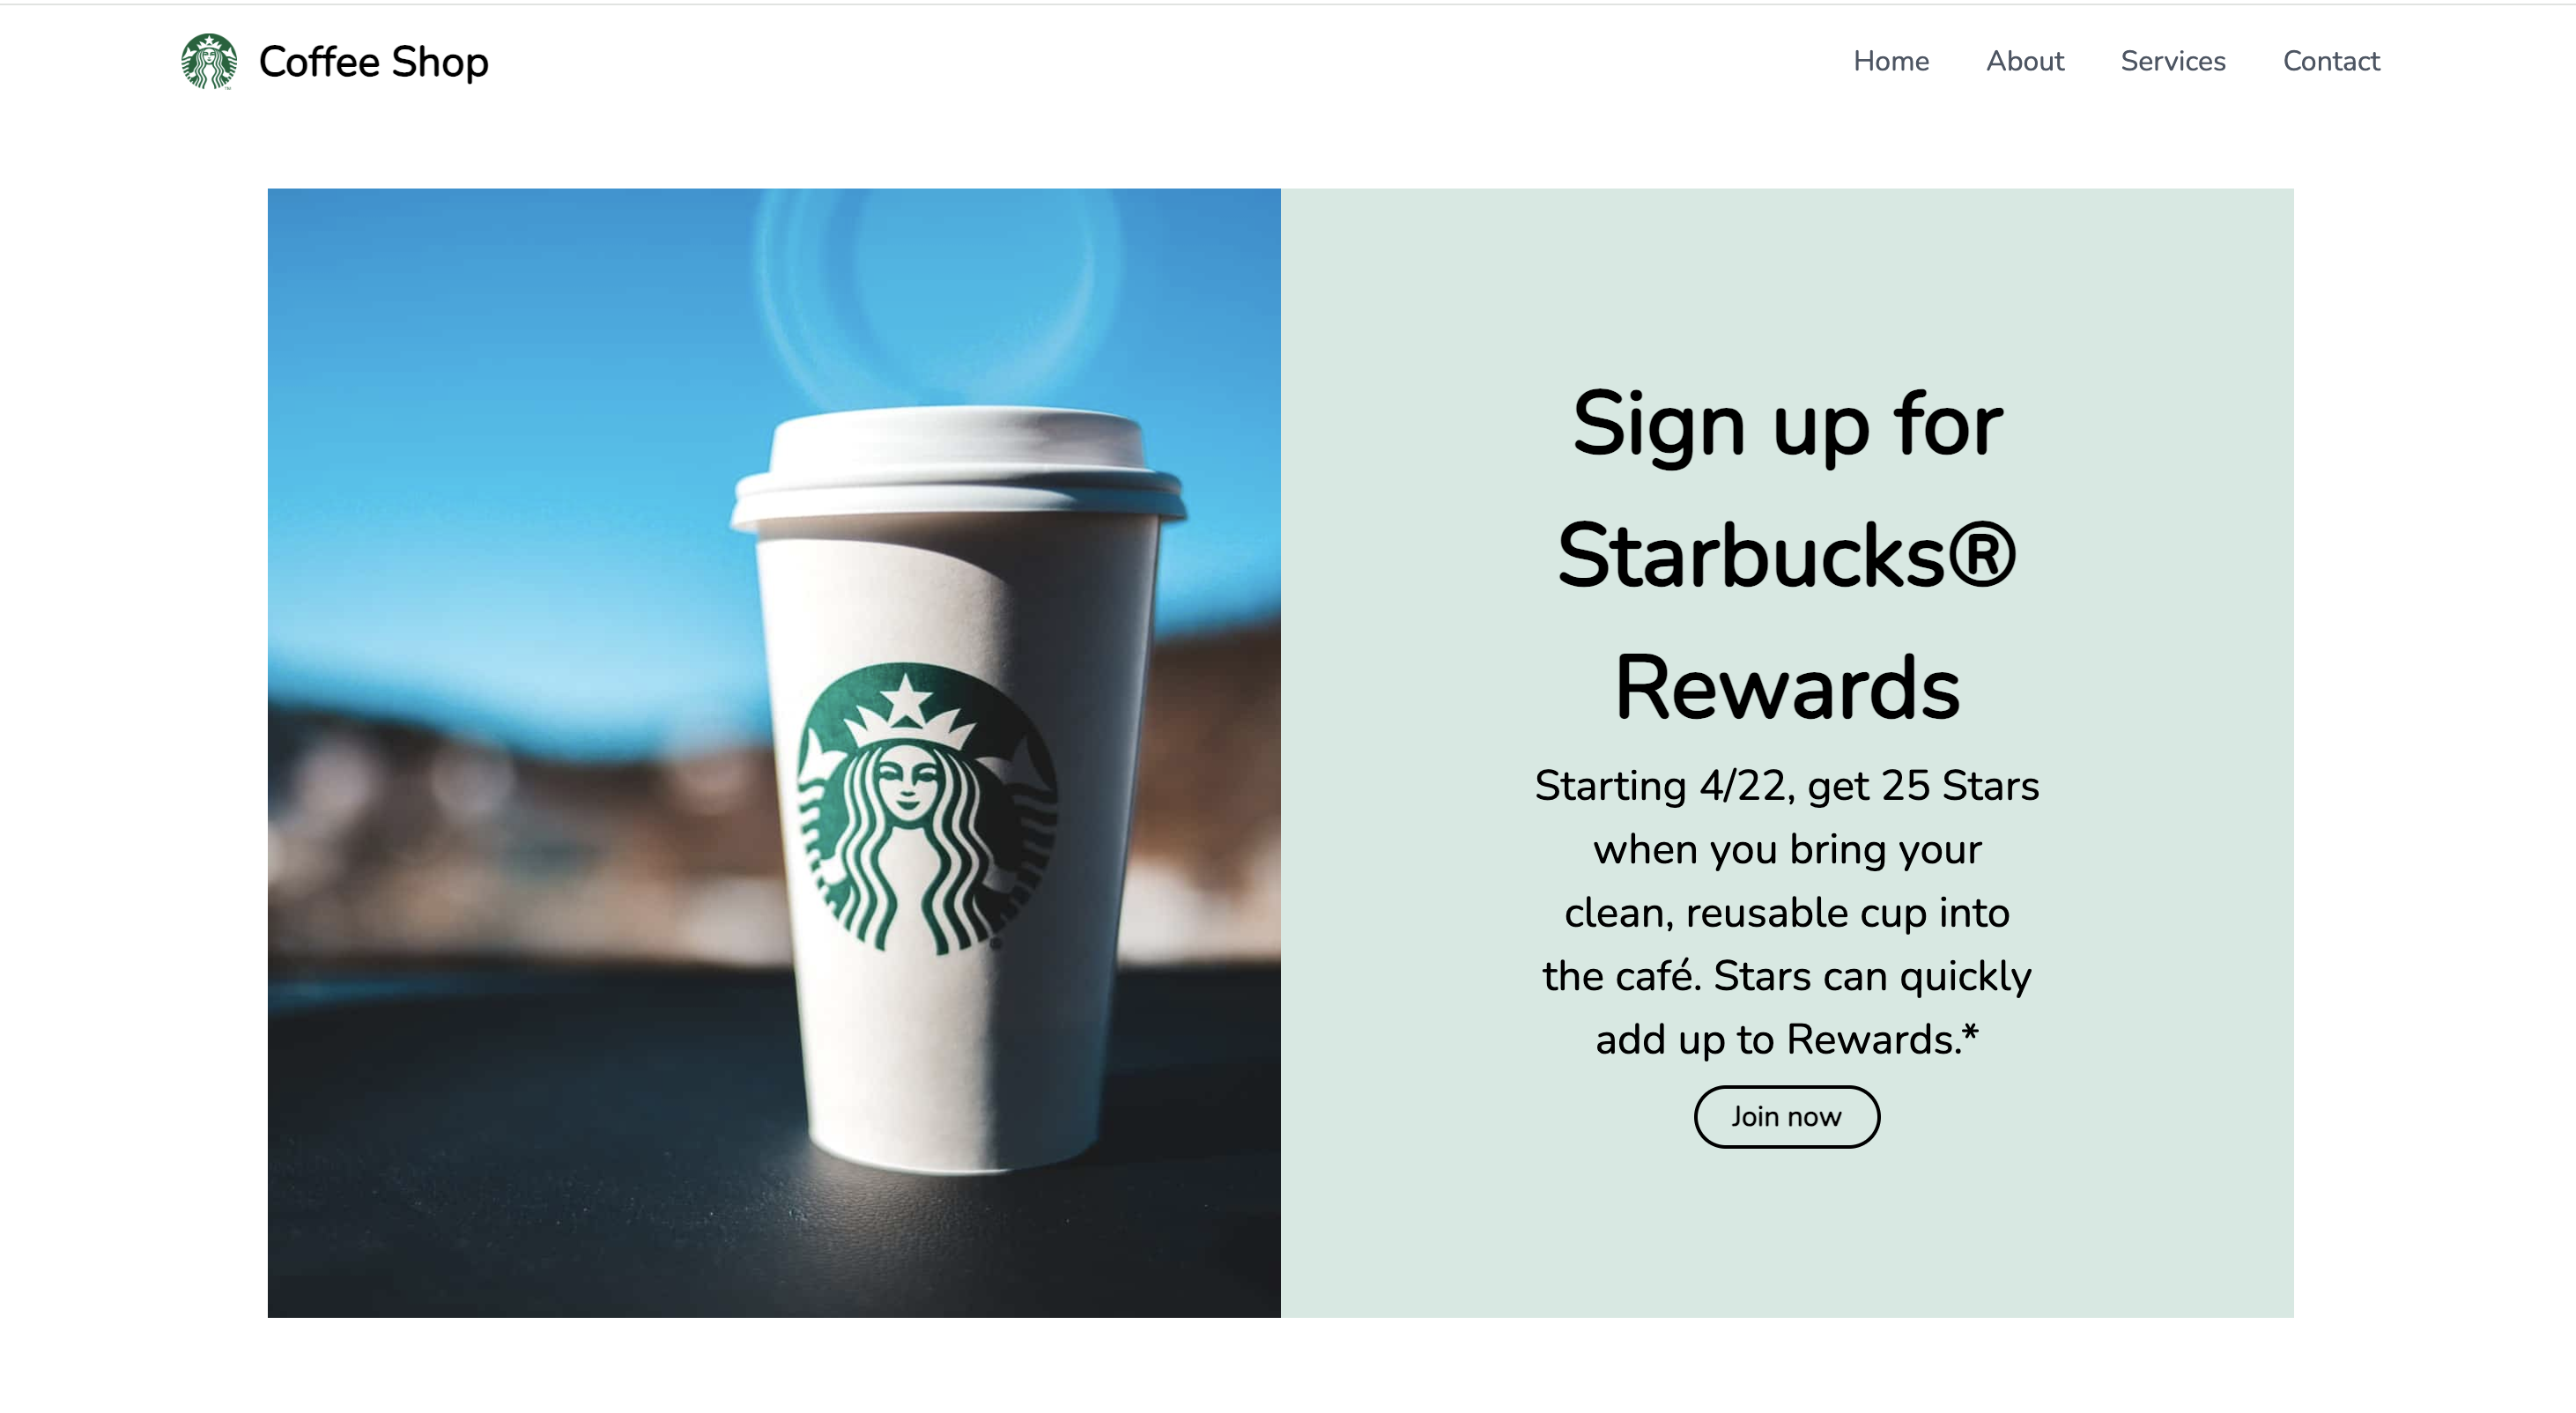 Coffee Shop
Home About Services Contact
Sign up for
Starbucks®
Rewards
Starting 4/22, get 25 Stars
when you bring your
clean, reusable cup into
the café. Stars can quickly
add up to Rewards.*
Join now